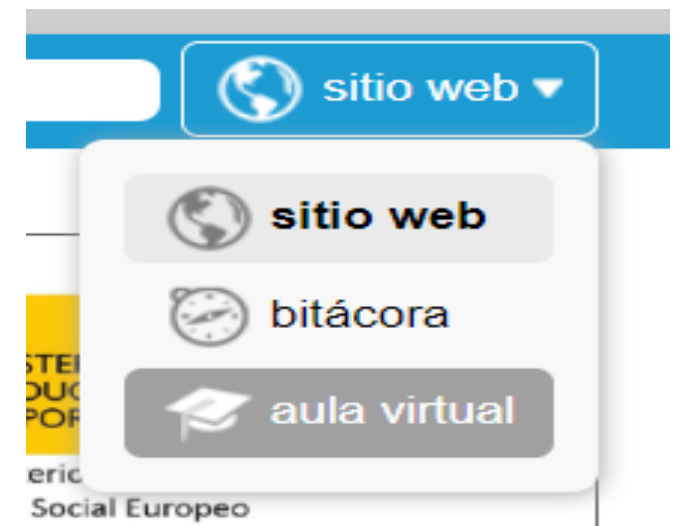 sitio web
sitio web
bitácora
aula virtual
Social Europeo